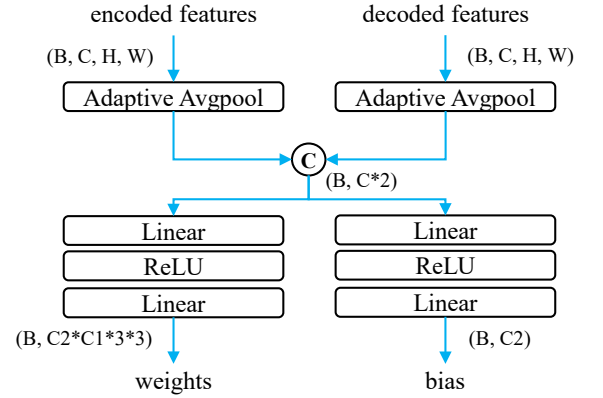 encoded features decoded features
(B, C, H, W) (B, C, H, W)
Adaptive Avgpool Adaptive Avgpool
C
(B, C*2)
Linear Linear
ReLU ReLU
Linear Linear
(B, C2*C1*3*3) (B, C2)
weights bias